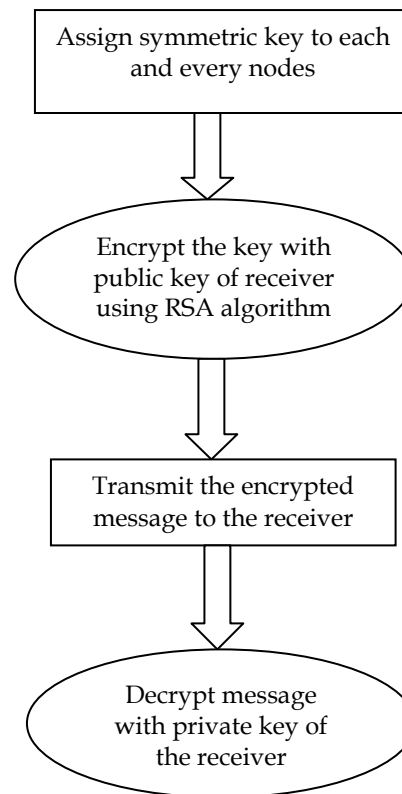 Assign symmetric key to each
and every nodes
Encrypt the key with
public key of receiver
using RSA algorithm
Transmit the encrypted
message to the receiver
Decrypt message
with private key of
the receiver